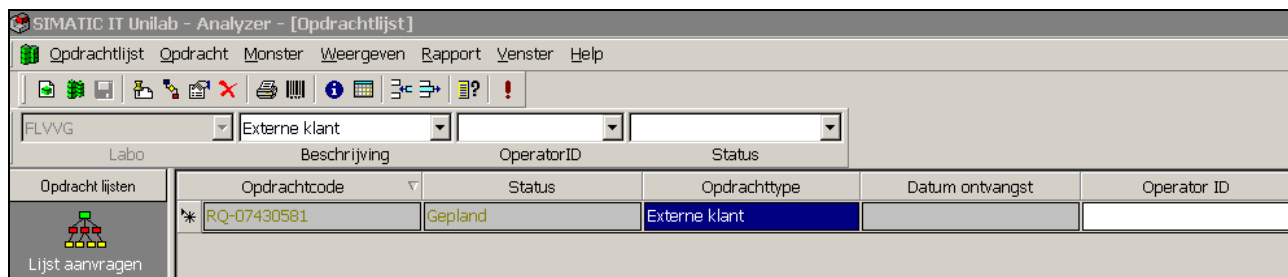 SIMATIC IT Unilab - Analyzer - [Opdrachtlijst]
Opdrachtlijst Opdracht Monster Weergeven Rapport Venster Help
FLVVG Externe klant
Labo Beschrijving OperatorID Status
Opdracht lijsten Opdrachtcode Status Opdrachttype Datum ontvangst Operator ID
RQ-07430581 Gepland Externe klant
Lijst aanvragen